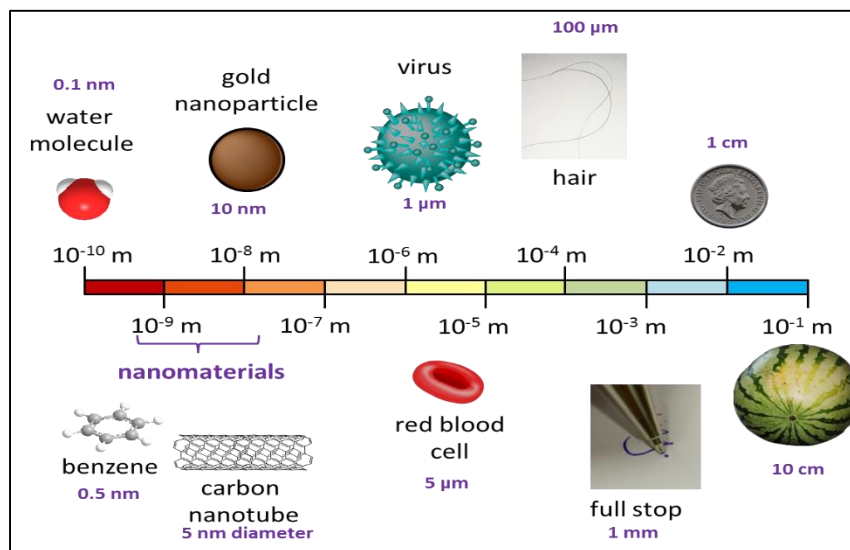 100 µm
0.1 nm
water
molecule
gold
nanoparticle
10 nm
virus
1 µm
hair
1 cm
10⁻¹⁰ m
10⁻⁸ m
10⁻⁶ m
10⁻⁴ m
10⁻² m
10⁻⁹ m
10⁻⁷ m
10⁻⁵ m
10⁻³ m
10⁻¹ m
nanomaterials
benzene
0.5 nm
carbon
nanotube
5 nm diameter
red blood
cell
5 µm
full stop
1 mm
10 cm